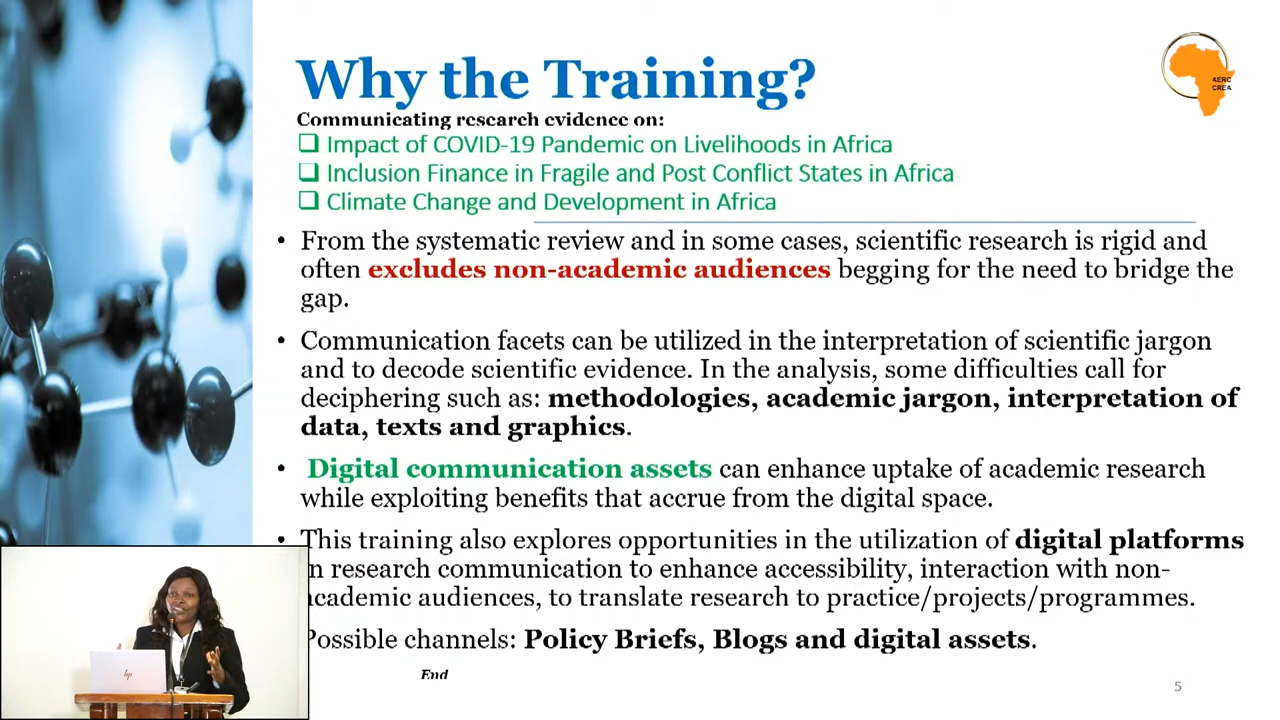 Why the Training?
AERC
CREA
Communicating research evidence on:
❑ Impact of COVID-19 Pandemic on Livelihoods in Africa
❑ Inclusion Finance in Fragile and Post Conflict States in Africa
❑ Climate Change and Development in Africa
• From the systematic review and in some cases, scientific research is rigid and
often excludes non-academic audiences begging for the need to bridge the
gap.
• Communication facets can be utilized in the interpretation of scientific jargon
and to decode scientific evidence. In the analysis, some difficulties call for
deciphering such as: methodologies, academic jargon, interpretation of
data, texts and graphics.
• Digital communication assets can enhance uptake of academic research
while exploiting benefits that accrue from the digital space.
• This training also explores opportunities in the utilization of digital platforms
n research communication to enhance accessibility, interaction with non-
academic audiences, to translate research to practice/projects/programmes.
Possible channels: Policy Briefs, Blogs and digital assets.
hp
End
5